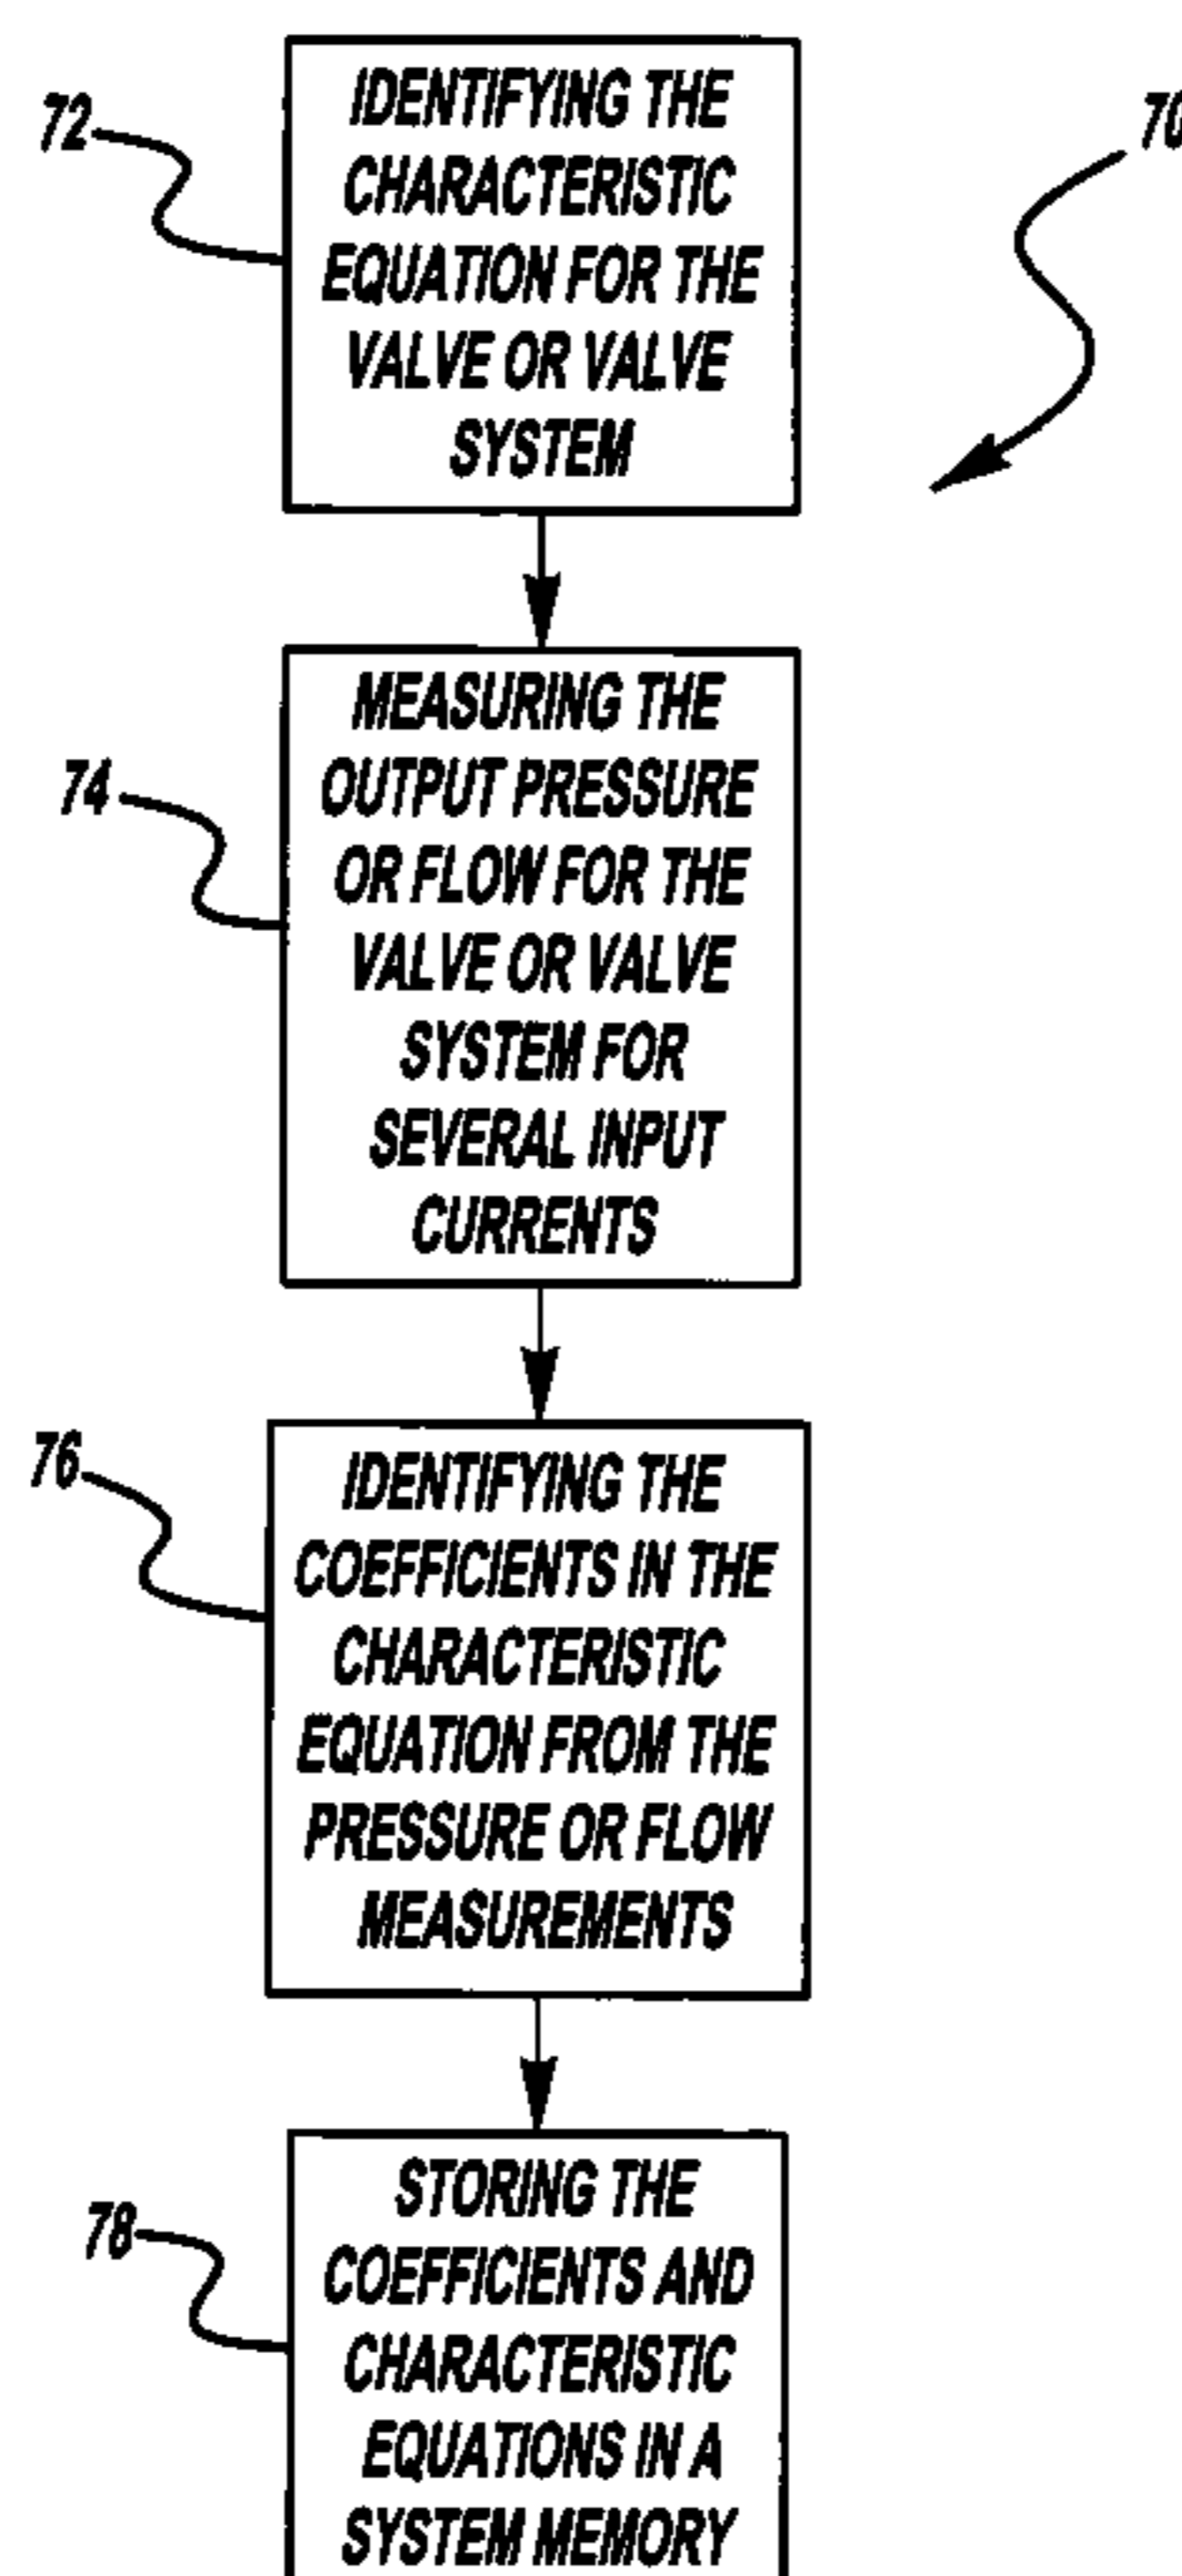 72
IDENTIFYING THE
CHARACTERISTIC
EQUATION FOR THE
VALVE OR VALVE
SYSTEM
70
74
MEASURING THE
OUTPUT PRESSURE
OR FLOW FOR THE
VALVE OR VALVE
SYSTEM FOR
SEVERAL INPUT
CURRENTS
76
IDENTIFYING THE
COEFFICIENTS IN THE
CHARACTERISTIC
EQUATION FROM THE
PRESSURE OR FLOW
MEASUREMENTS
78
STORING THE
COEFFICIENTS AND
CHARACTERISTIC
EQUATIONS IN A
SYSTEM MEMORY